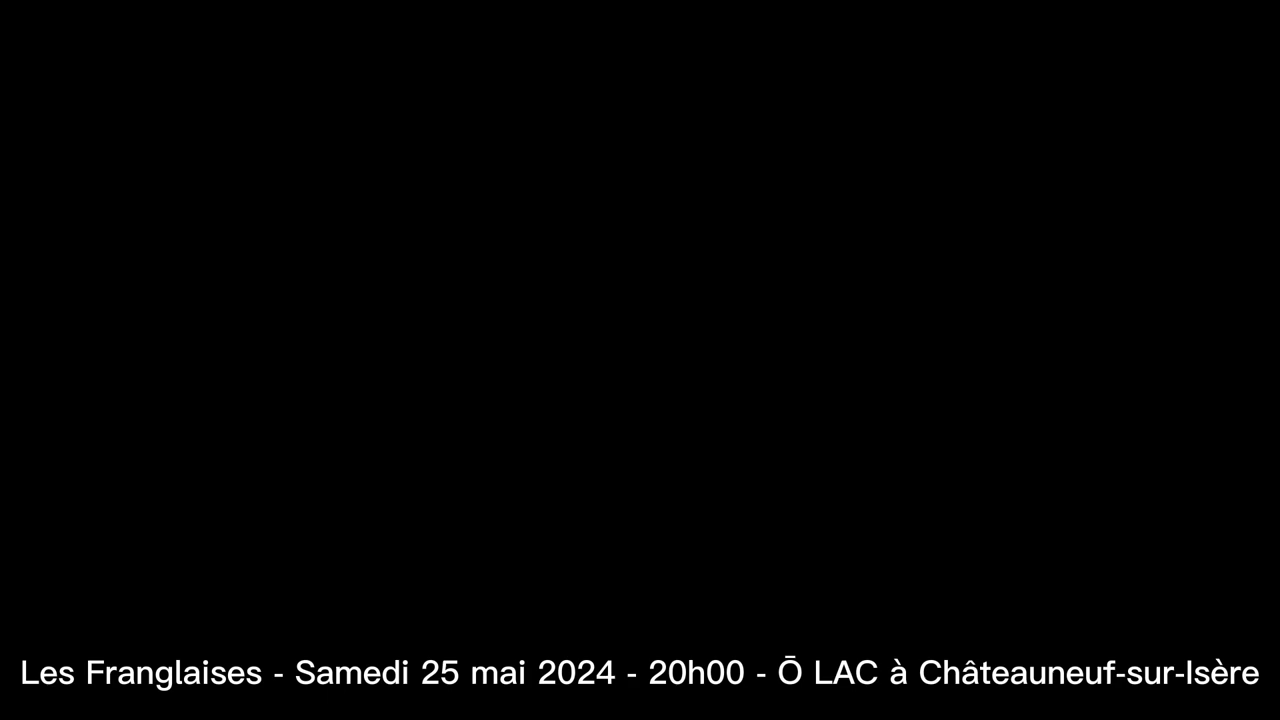 Les Franglaises - Samedi 25 mai 2024 - 20h00 - Ō LAC à Châteauneuf-sur-Isère